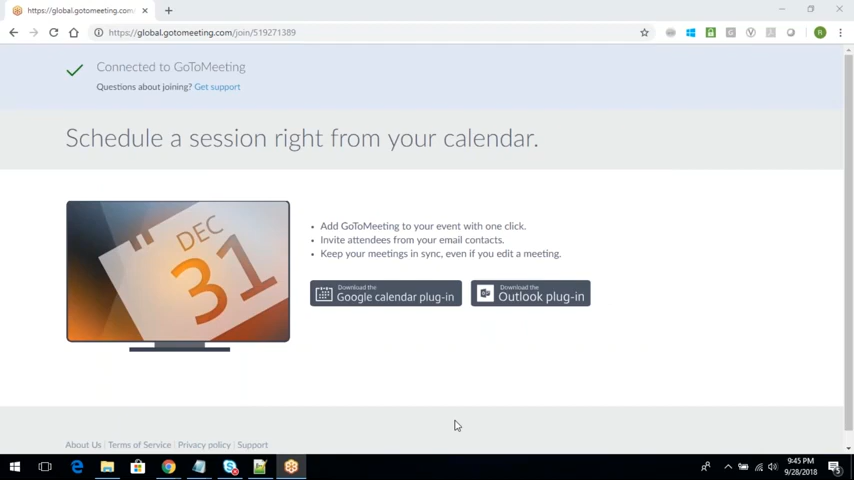 https://global.gotomeeting.com/
https://global.gotomeeting.com/join/519271389
R
Connected to GoToMeeting
Questions about joining? Get support
Schedule a session right from your calendar.
DEC
31
Add GoToMeeting to your event with one click.
Invite attendees from your email contacts.
Keep your meetings in sync, even if you edit a meeting.
Download the
Google calendar plug-in
Download the
Outlook plug-in
About Us | Terms of Service | Privacy policy | Support
9:45 PM
9/28/2018